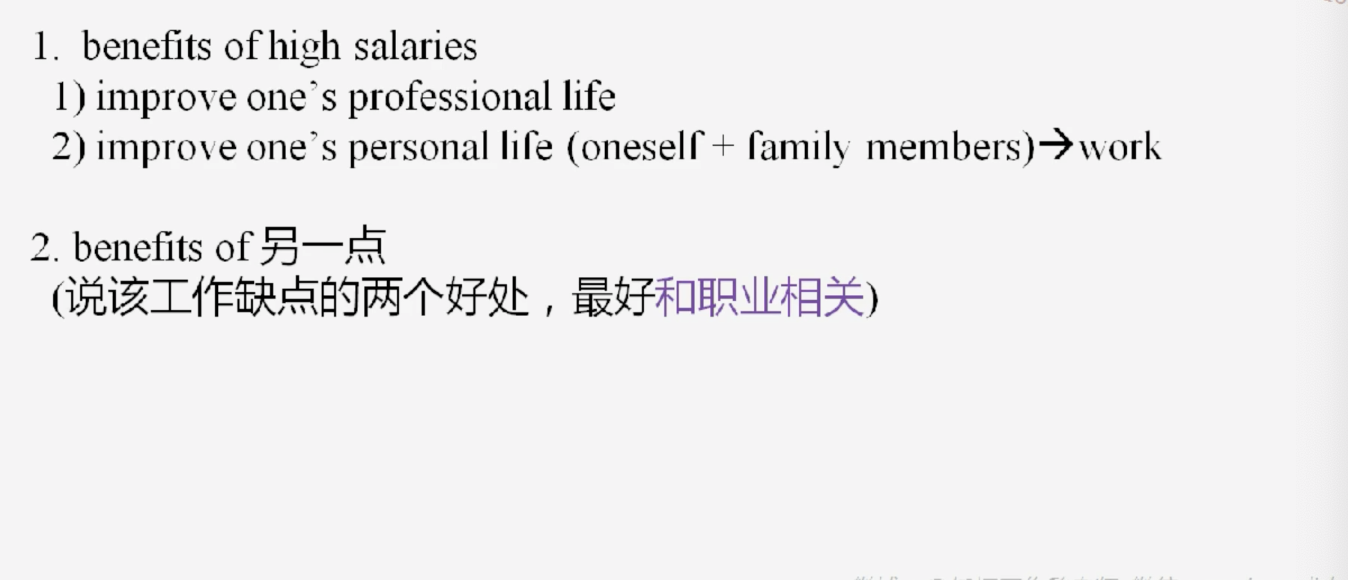 1. benefits of high salaries
1) improve one’s professional life
2) improve one’s personal life (oneself + family members)→work
2. benefits of 另一点
(说该工作缺点的两个好处，最好和职业相关)